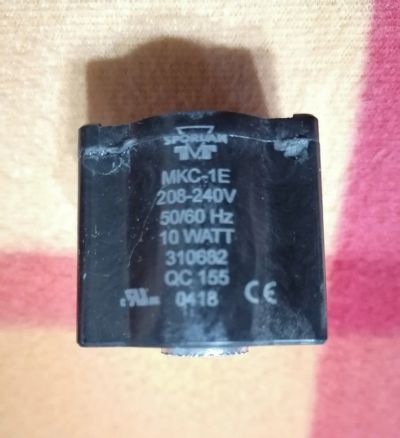 SPORLAN
MKC-1E
208-240V
50/60 Hz
10 WATT
310682
QC 155
0418
CE